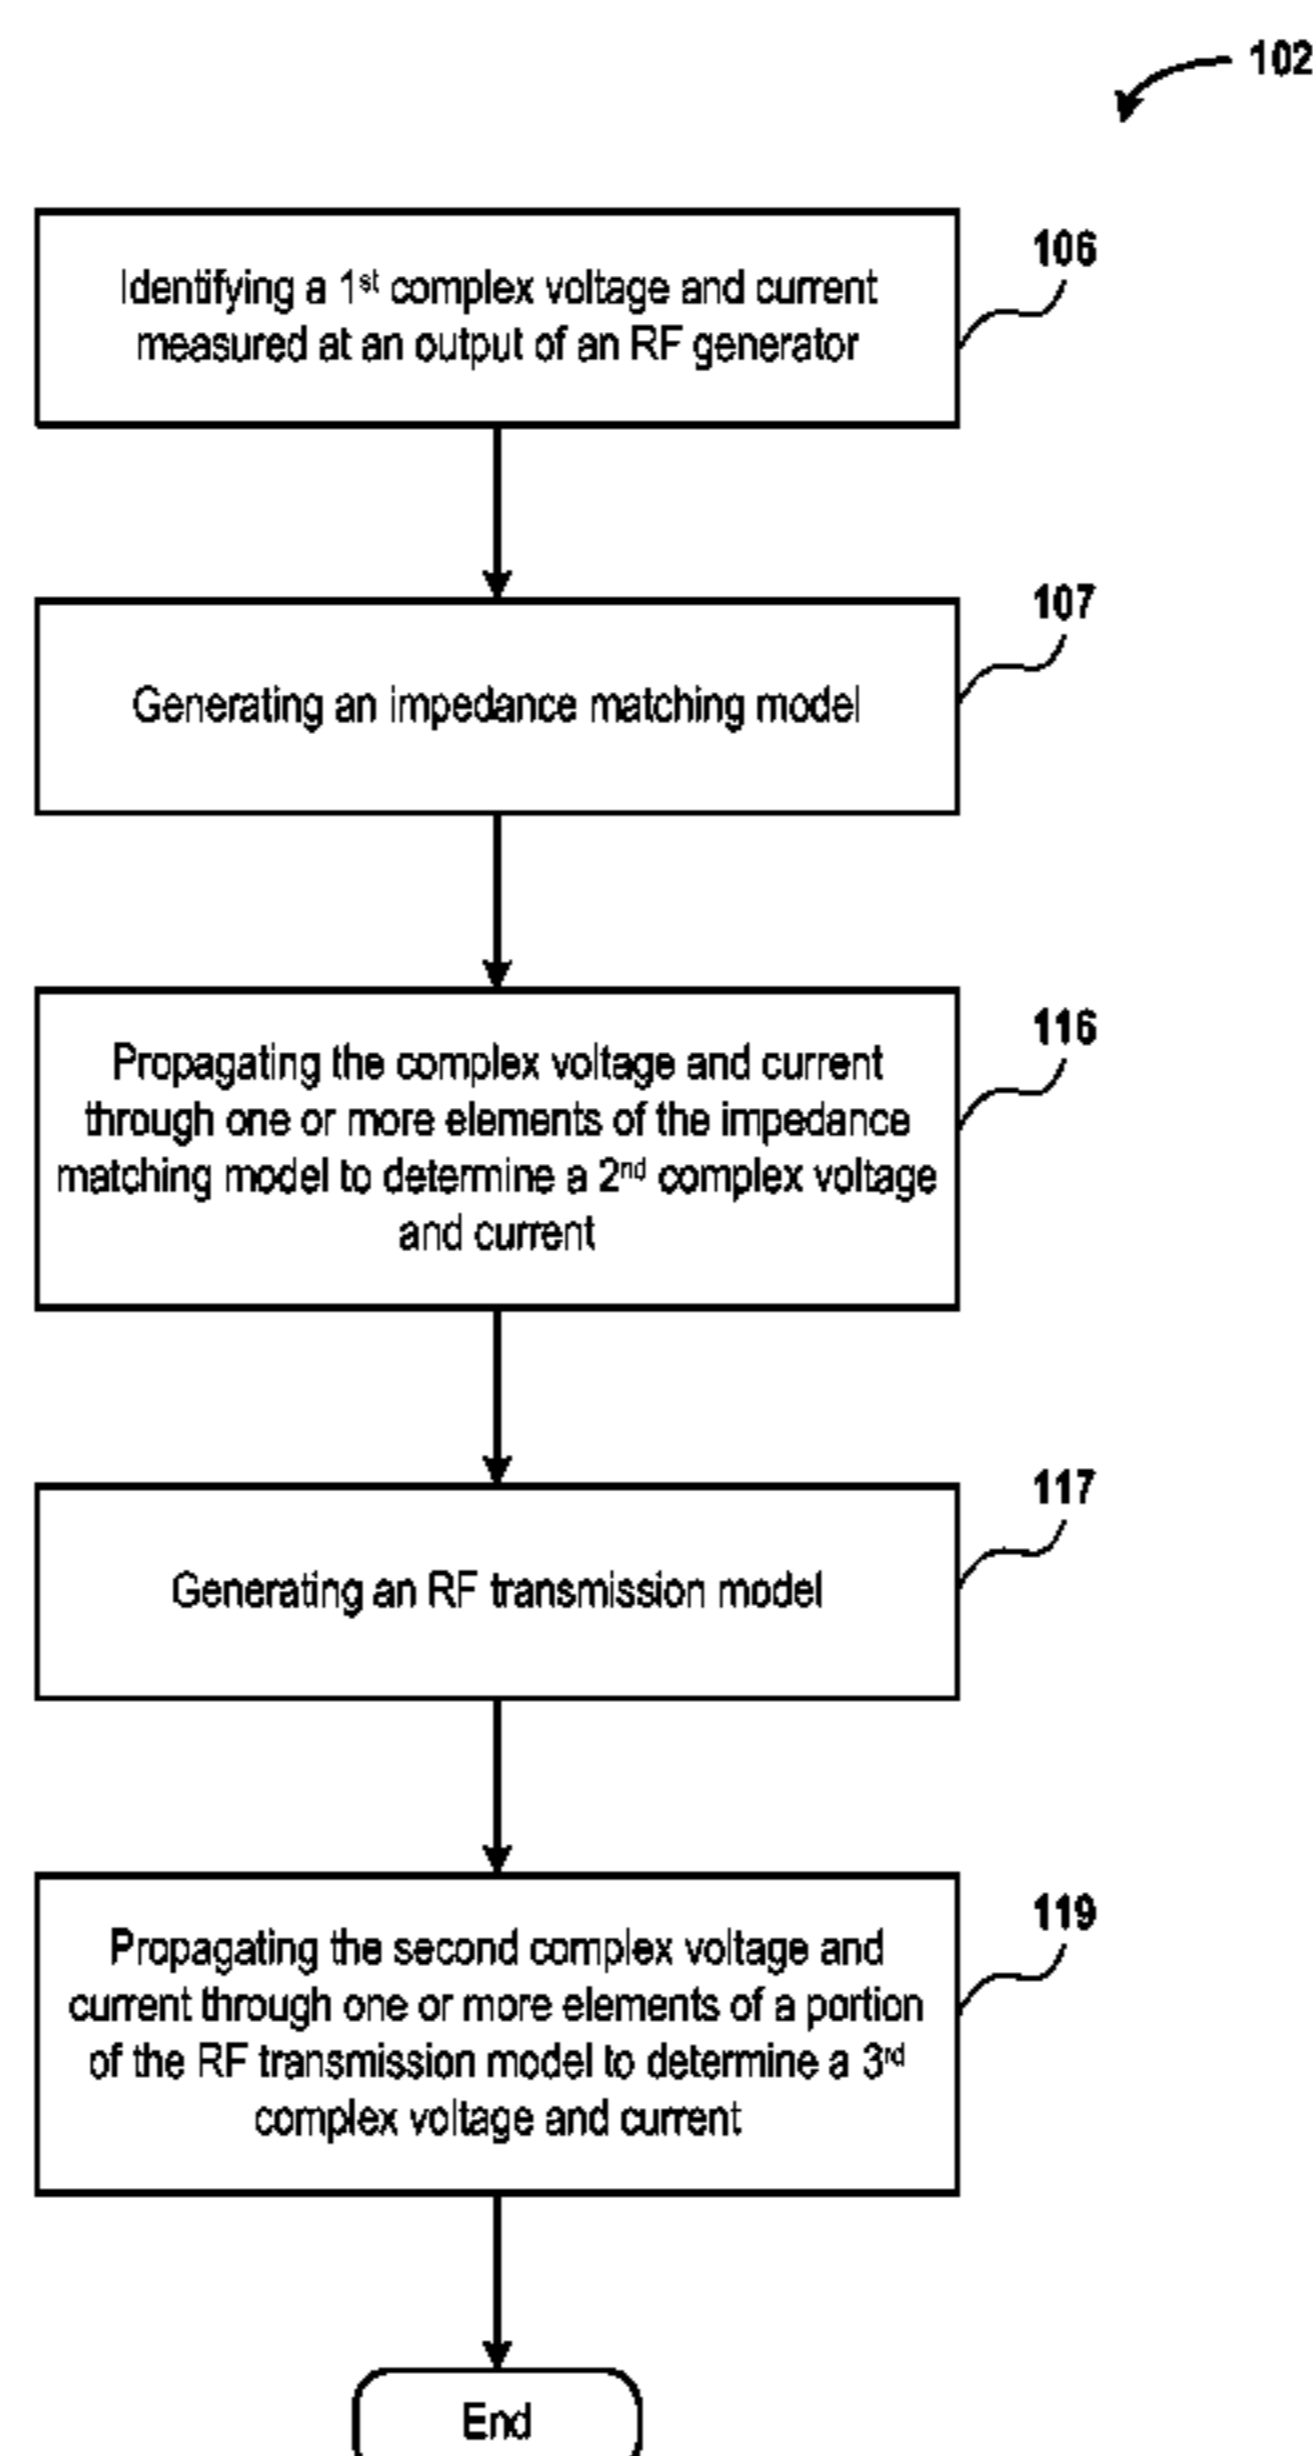 102
Identifying a 1st complex voltage and current
measured at an output of an RF generator
106
Generating an impedance matching model
107
Propagating the complex voltage and current
through one or more elements of the impedance
matching model to determine a 2nd complex voltage
and current
116
Generating an RF transmission model
117
Propagating the second complex voltage and
current through one or more elements of a portion
of the RF transmission model to determine a 3rd
complex voltage and current
119
End